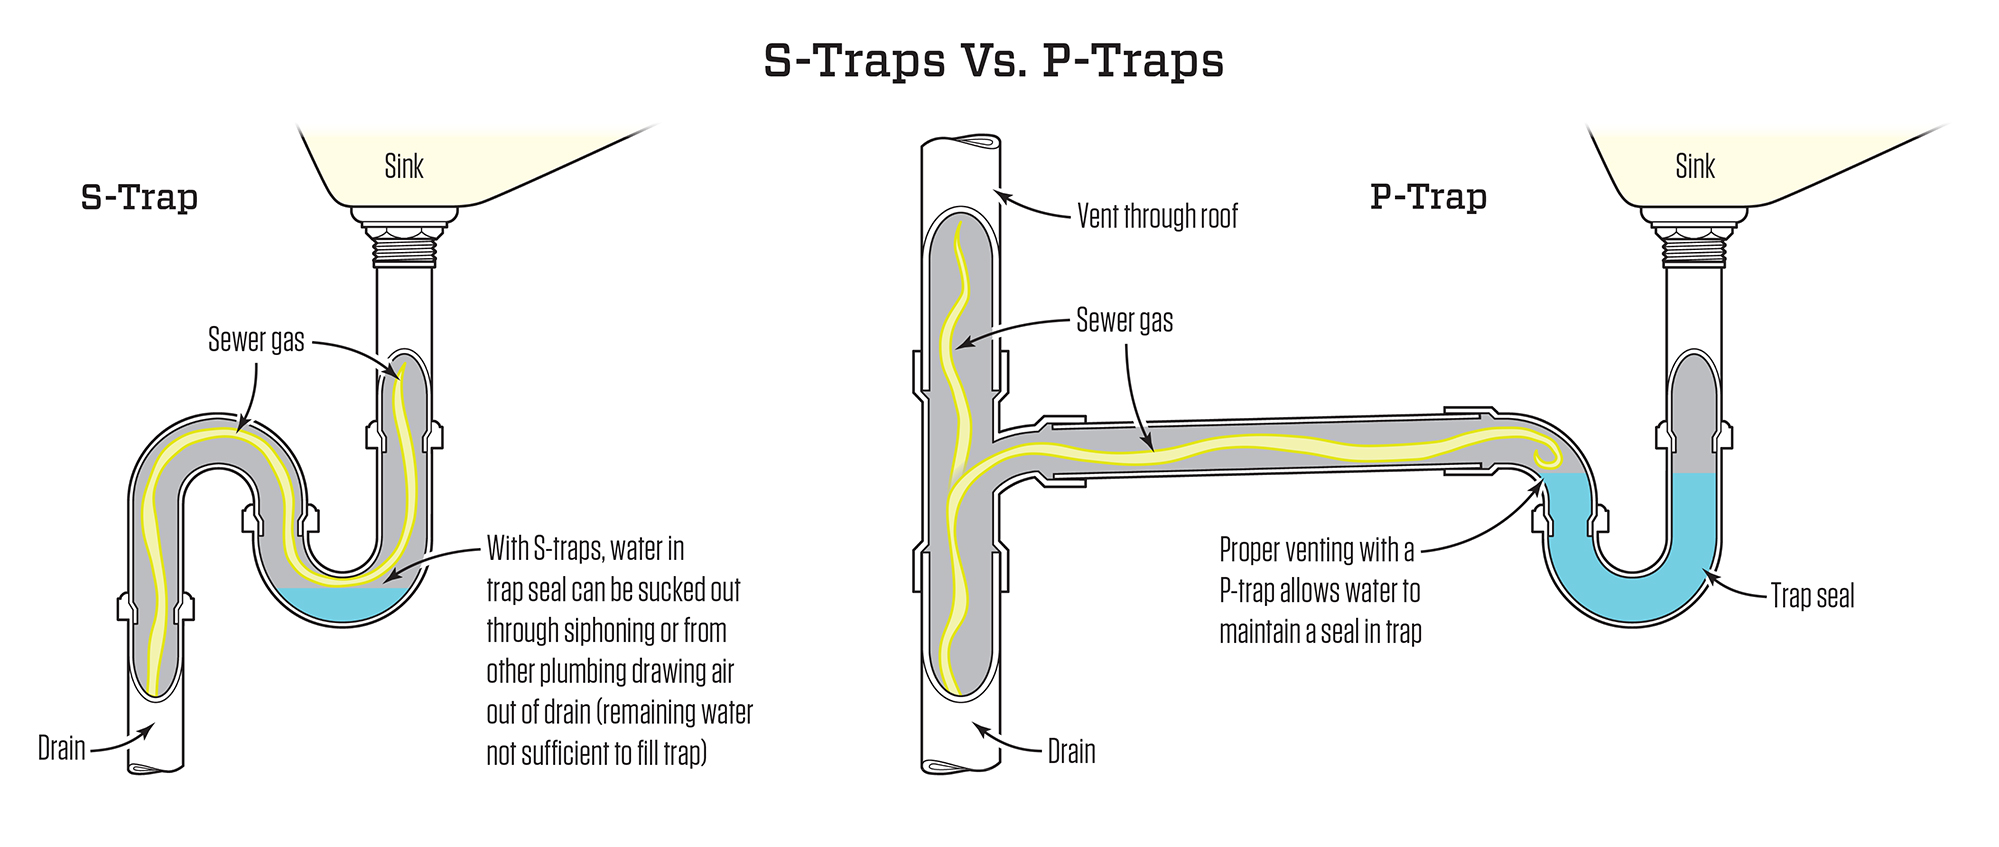 S-Traps Vs. P-Traps
S-Trap
Sink
Sewer gas
With S-traps, water in
trap seal can be sucked out
through siphoning or from
other plumbing drawing air
out of drain (remaining water
not sufficient to fill trap)
Drain
P-Trap
Sink
Vent through roof
Sewer gas
Proper venting with a
P-trap allows water to
maintain a seal in trap
Trap seal
Drain